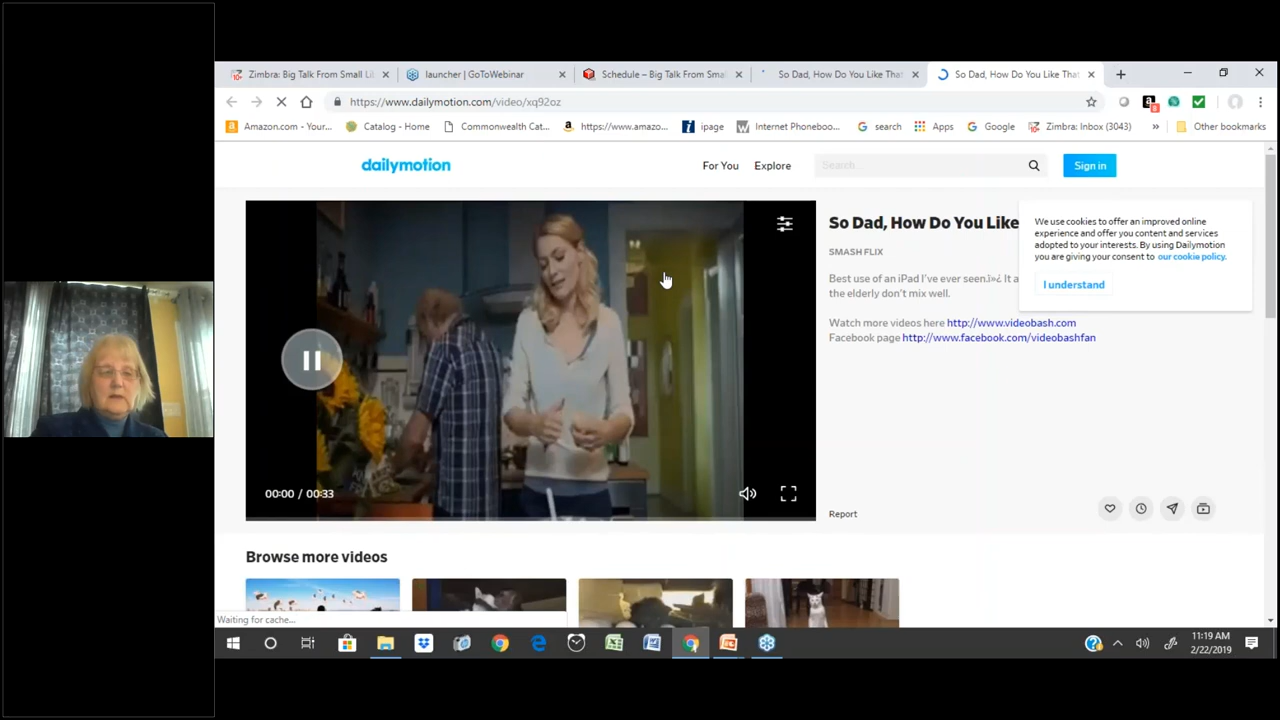 Zimbra: Big Talk From Small Li
launcher | GoToWebinar
Schedule – Big Talk From Sma
So Dad, How Do You Like That
So Dad, How Do You Like That
https://www.dailymotion.com/video/xq92oz
Amazon.com - Your...
Catalog - Home
Commonwealth Cat...
https://www.amazo...
ipage
Internet Phoneboo...
search
Apps
Google
Zimbra: Inbox (3043)
»
Other bookmarks
dailymotion
For You
Explore
Search...
Sign in
So Dad, How Do You Like
SMASH FLIX
Best use of an iPad I've ever seen.ï»¿ It a
the elderly don't mix well.
Watch more videos here http://www.videobash.com
Facebook page http://www.facebook.com/videobashfan
We use cookies to offer an improved online
experience and offer you content and services
adopted to your interests. By using Dailymotion
you are giving your consent to our cookie policy.
I understand
00:00 / 00:33
Report
Browse more videos
Waiting for cache...
11:19 AM
2/22/2019